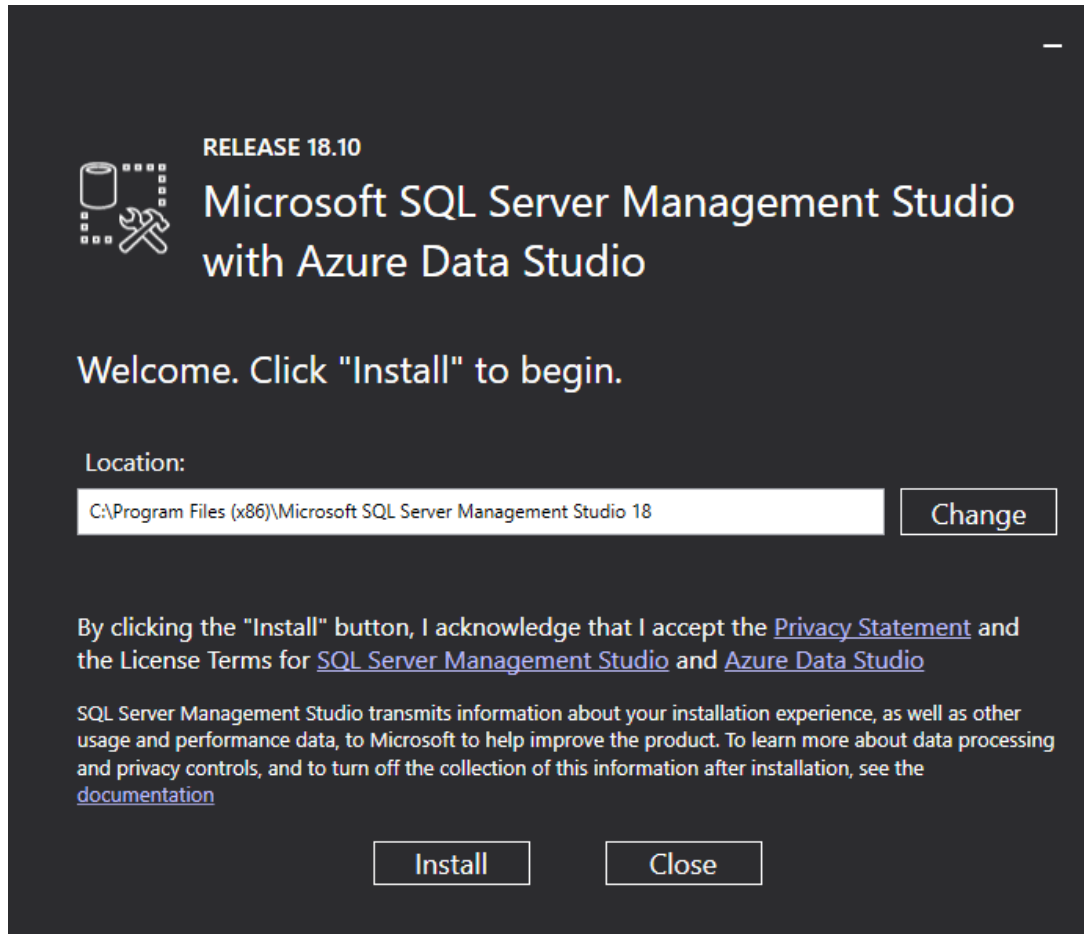 RELEASE 18.10
Microsoft SQL Server Management Studio
with Azure Data Studio
Welcome. Click "Install" to begin.
Location:
C:\Program Files (x86)\Microsoft SQL Server Management Studio 18
Change
By clicking the "Install" button, I acknowledge that I accept the Privacy Statement and
the License Terms for SQL Server Management Studio and Azure Data Studio
SQL Server Management Studio transmits information about your installation experience, as well as other
usage and performance data, to Microsoft to help improve the product. To learn more about data processing
and privacy controls, and to turn off the collection of this information after installation, see the
documentation
Install
Close